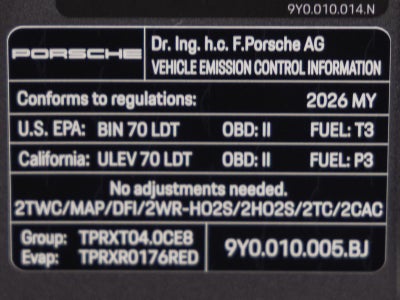 9Y0.010.014.N
PORSCHE
Dr. Ing. h.c. F.Porsche AG
VEHICLE EMISSION CONTROL INFORMATION
Conforms to regulations: 2026 MY
U.S. EPA: BIN 70 LDT OBD: II FUEL: T3
California: ULEV 70 LDT OBD: II FUEL: P3
No adjustments needed.
2TWC/MAP/DFI/2WR-HO2S/2HO2S/2TC/2CAC
Group: TPRXT04.0CE8
Evap: TPRXR0176RED
9Y0.010.005.BJ